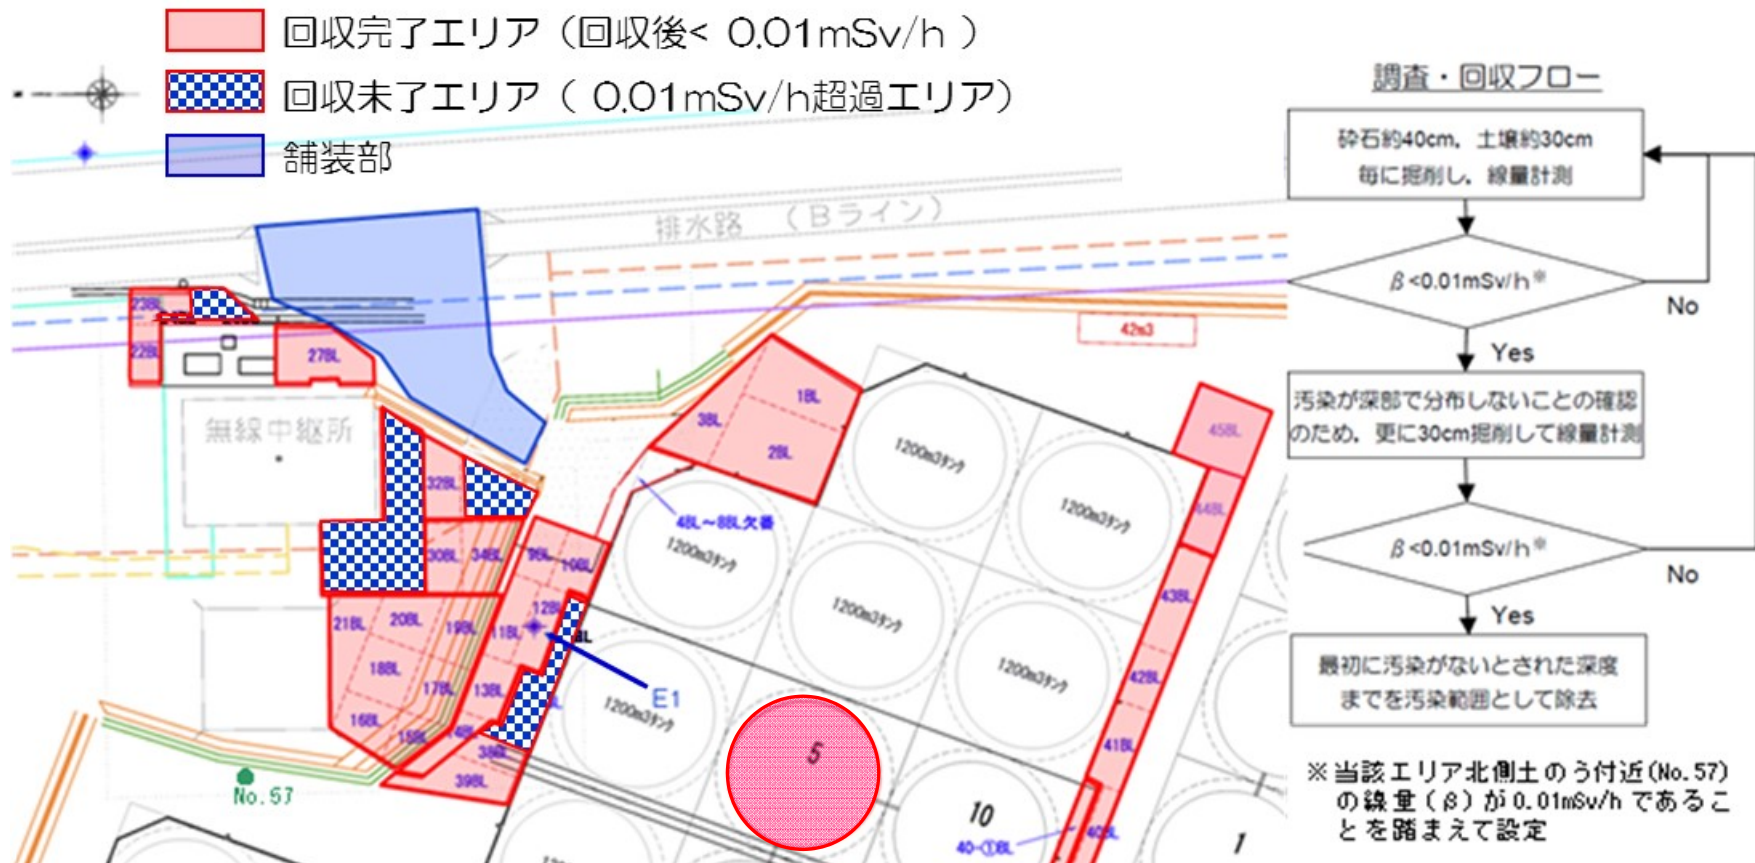 回収完了エリア（回収後< 0.01mSv/h ）
回収未了エリア（ 0.01mSv/h超過エリア）
舗装部
排水路 （Bライン）
23BL
22BL
27BL
無線中継所
42m3
1BL
3BL
2BL
4BL～8BL欠番
32BL
30BL
34BL
9BL
10BL
12BL
11BL
BL
13BL
14BL
21BL
20BL
19BL
18BL
17BL
16BL
15BL
38BL
39BL
E1
No.57
1200m3タンク
1200m3タンク
1200m3タンク
1200m3タンク
1200m3タンク
1200m3タンク
5
10
1
45BL
44BL
43BL
42BL
41BL
40BL
40-①BL
調査・回収フロー
砕石約40cm，土壌約30cm
毎に掘削し，線量計測
β<0.01mSv/h※
No
Yes
汚染が深部で分布しないことの確認
のため，更に30cm掘削して線量計測
β<0.01mSv/h※
No
Yes
最初に汚染がないとされた深度
までを汚染範囲として除去
※当該エリア北側土のう付近(No.57)
の線量(β)が0.01mSv/hであるこ
とを踏まえて設定